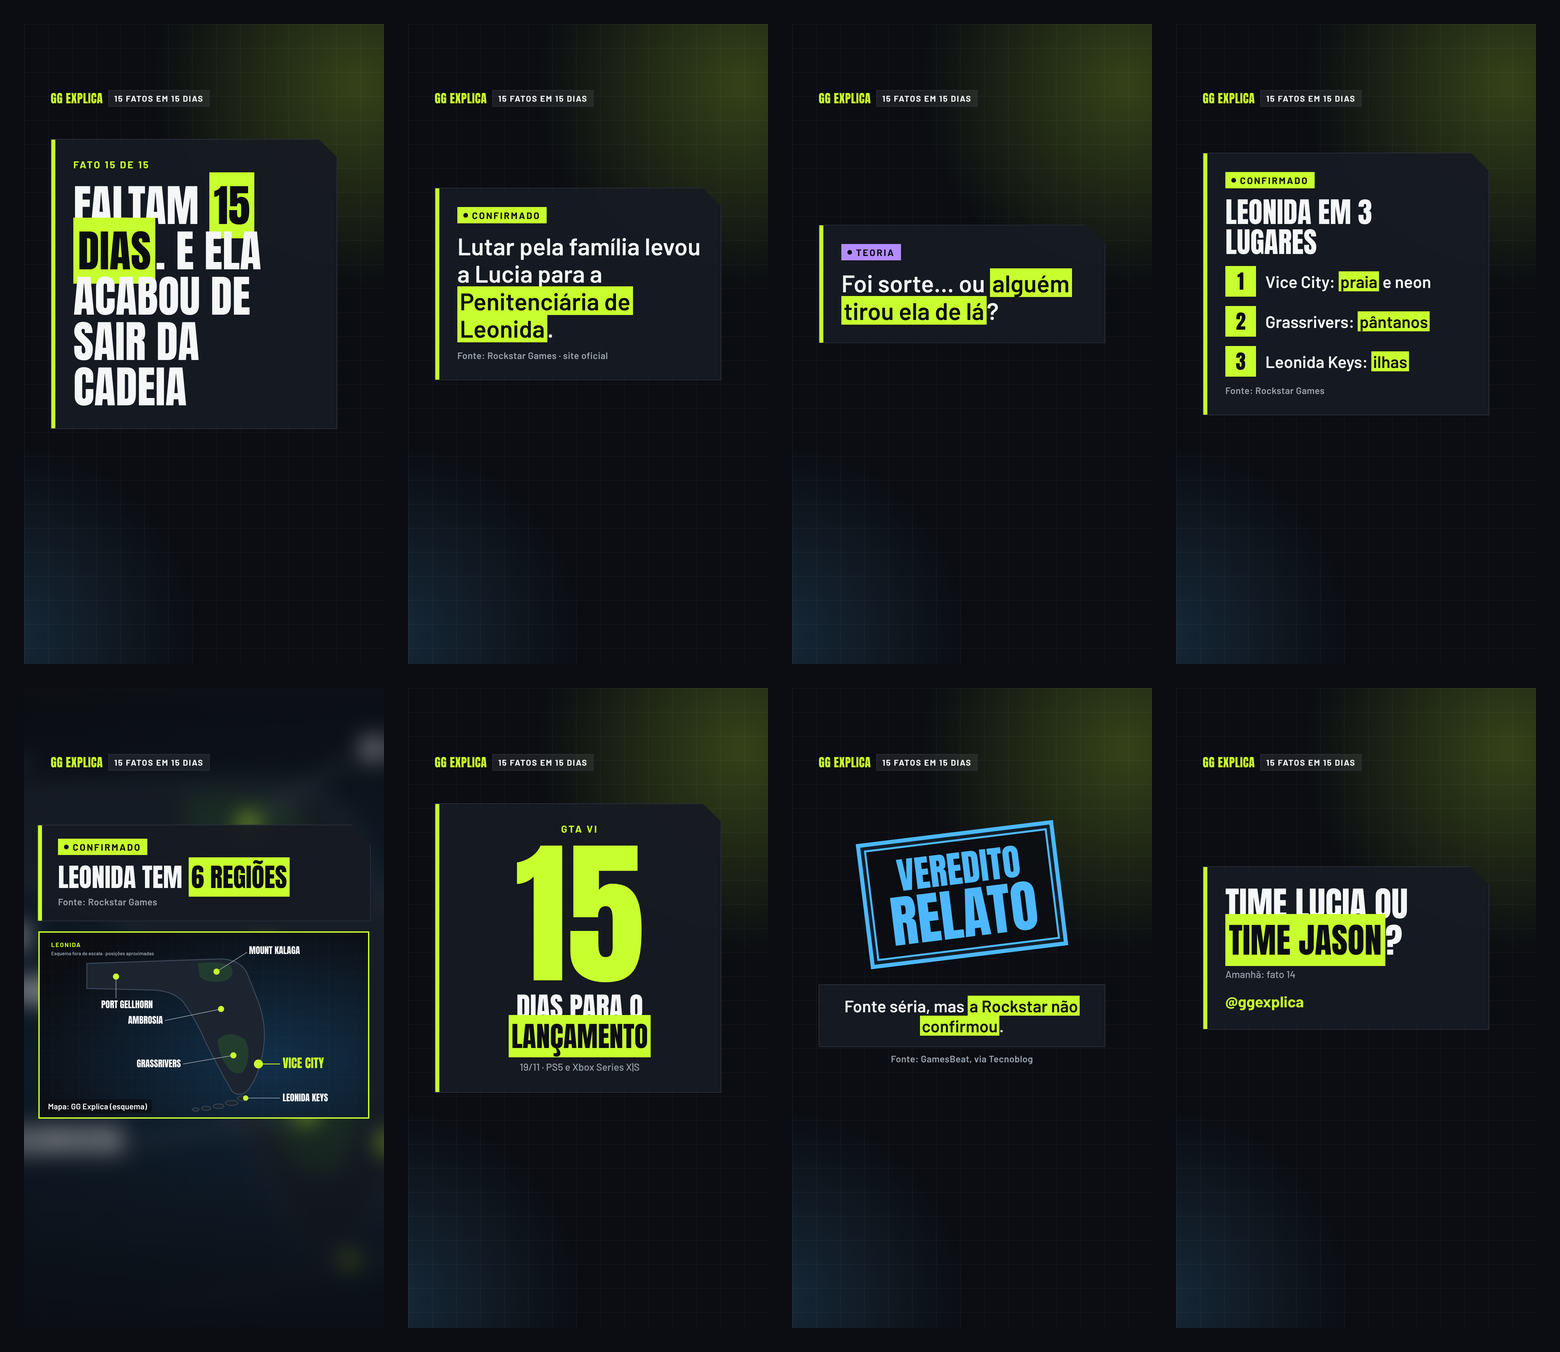 GG EXPLICA 15 FATOS EM 15 DIAS
FATO 15 DE 15
FALTAM 15
DIAS. E ELA
ACABOU DE
SAIR DA
CADEIA
GG EXPLICA 15 FATOS EM 15 DIAS
CONFIRMADO
Lutar pela família levou
a Lucia para a
Penitenciária de
Leonida.
Fonte: Rockstar Games · site oficial
GG EXPLICA 15 FATOS EM 15 DIAS
TEORIA
Foi sorte... ou alguém
tirou ela de lá?
GG EXPLICA 15 FATOS EM 15 DIAS
CONFIRMADO
LEONIDA EM 3
LUGARES
1 Vice City: praia e neon
2 Grassrivers: pântanos
3 Leonida Keys: ilhas
Fonte: Rockstar Games
GG EXPLICA 15 FATOS EM 15 DIAS
CONFIRMADO
LEONIDA TEM 6 REGIÕES
Fonte: Rockstar Games
LEONIDA
Esquema fora de escala · posições aproximadas
MOUNT KALAGA
PORT GELLHORN
AMBROSIA
GRASSRIVERS
VICE CITY
LEONIDA KEYS
Mapa: GG Explica (esquema)
GG EXPLICA 15 FATOS EM 15 DIAS
GTA VI
15
DIAS PARA O
LANÇAMENTO
19/11 · PS5 e Xbox Series X|S
GG EXPLICA 15 FATOS EM 15 DIAS
VEREDITO
RELATO
Fonte séria, mas a Rockstar não
confirmou.
Fonte: GamesBeat, via Tecnoblog
GG EXPLICA 15 FATOS EM 15 DIAS
TIME LUCIA OU
TIME JASON?
Amanhã: fato 14
@ggexplica